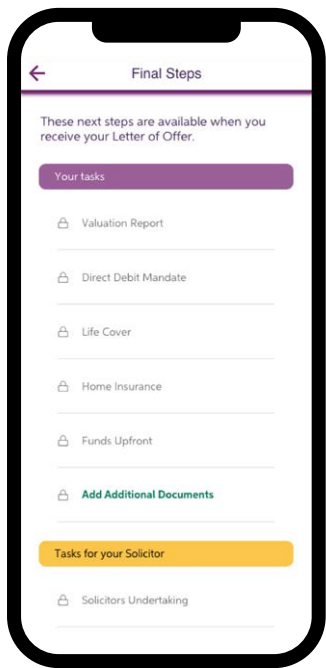 Final Steps
These next steps are available when you
receive your Letter of Offer.
Your tasks
Valuation Report
Direct Debit Mandate
Life Cover
Home Insurance
Funds Upfront
Add Additional Documents
Tasks for your Solicitor
Solicitors Undertaking